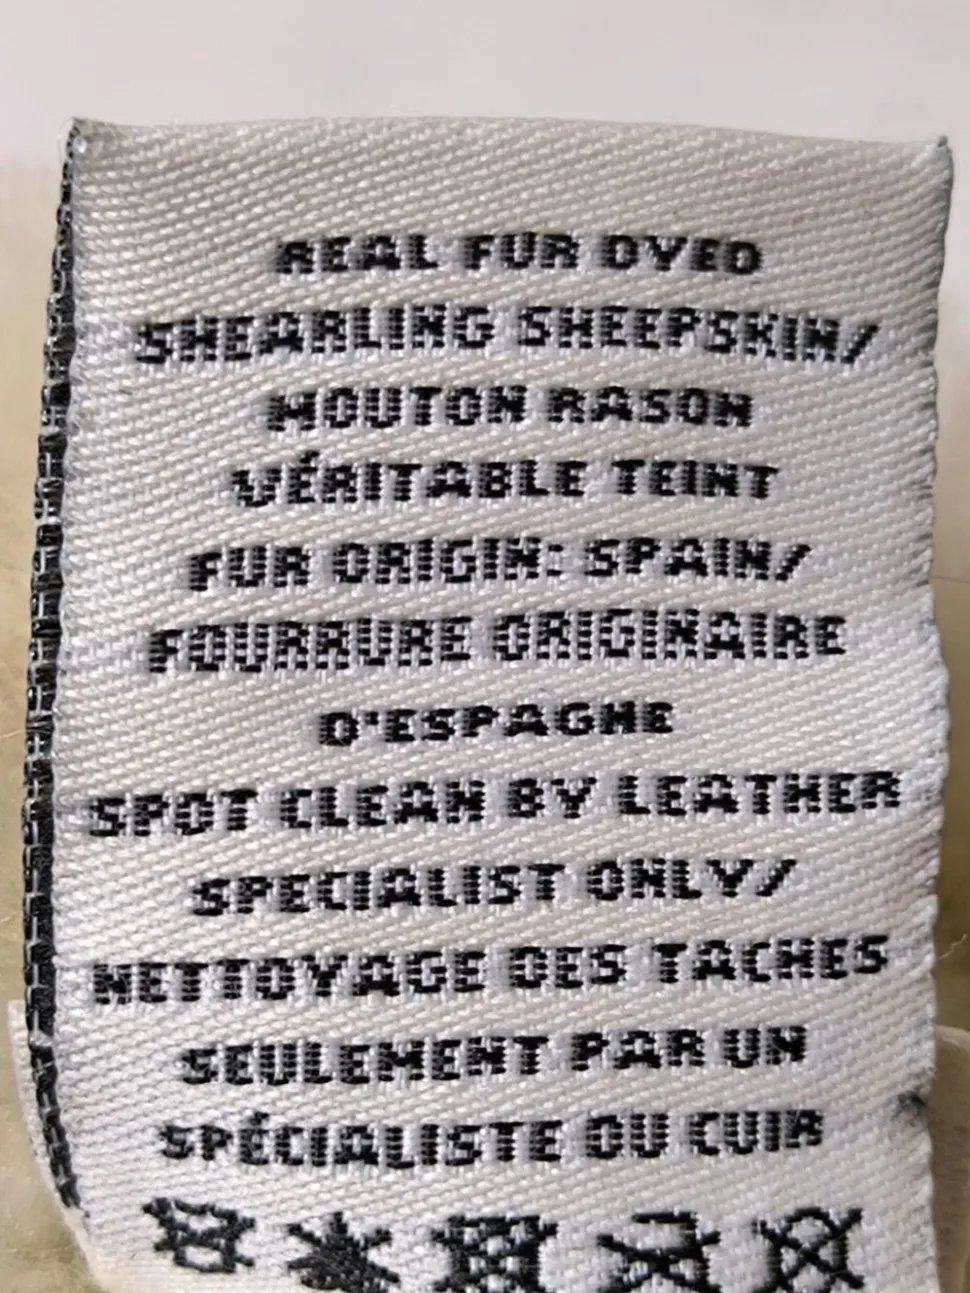 REAL FUR DYED
SHEARLING SHEEPSKIN/
MOUTON RASON
VÉRITABLE TEINT
FUR ORIGIN: SPAIN/
FOURRURE ORIGINAIRE
D'ESPAGNE
SPOT CLEAN BY LEATHER
SPECIALIST ONLY/
NETTOYAGE DES TACHES
SEULEMENT PAR UN
SPÉCIALISTE DU CUIR